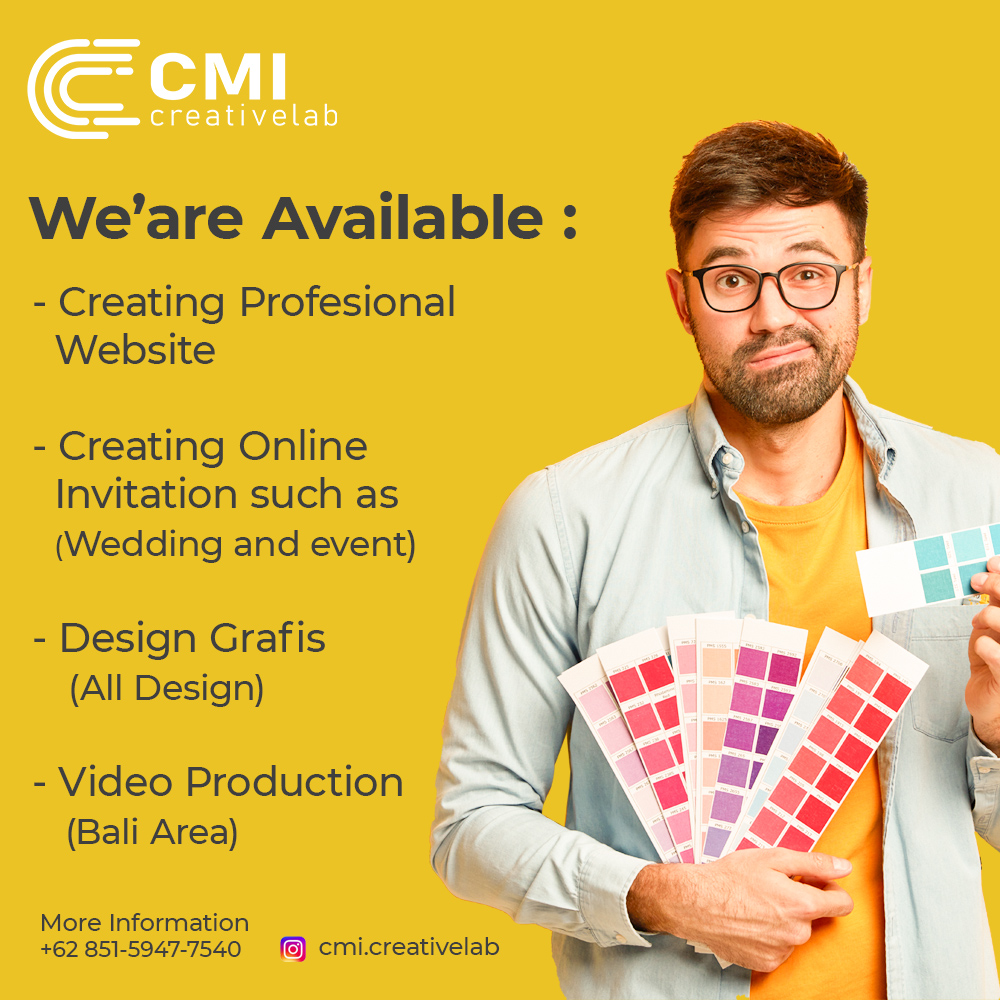 CMI
creativelab
We'are Available :
- Creating Profesional
Website
- Creating Online
Invitation such as
(Wedding and event)
- Design Grafis
(All Design)
- Video Production
(Bali Area)
More Information
+62 851-5947-7540
cmi.creativelab